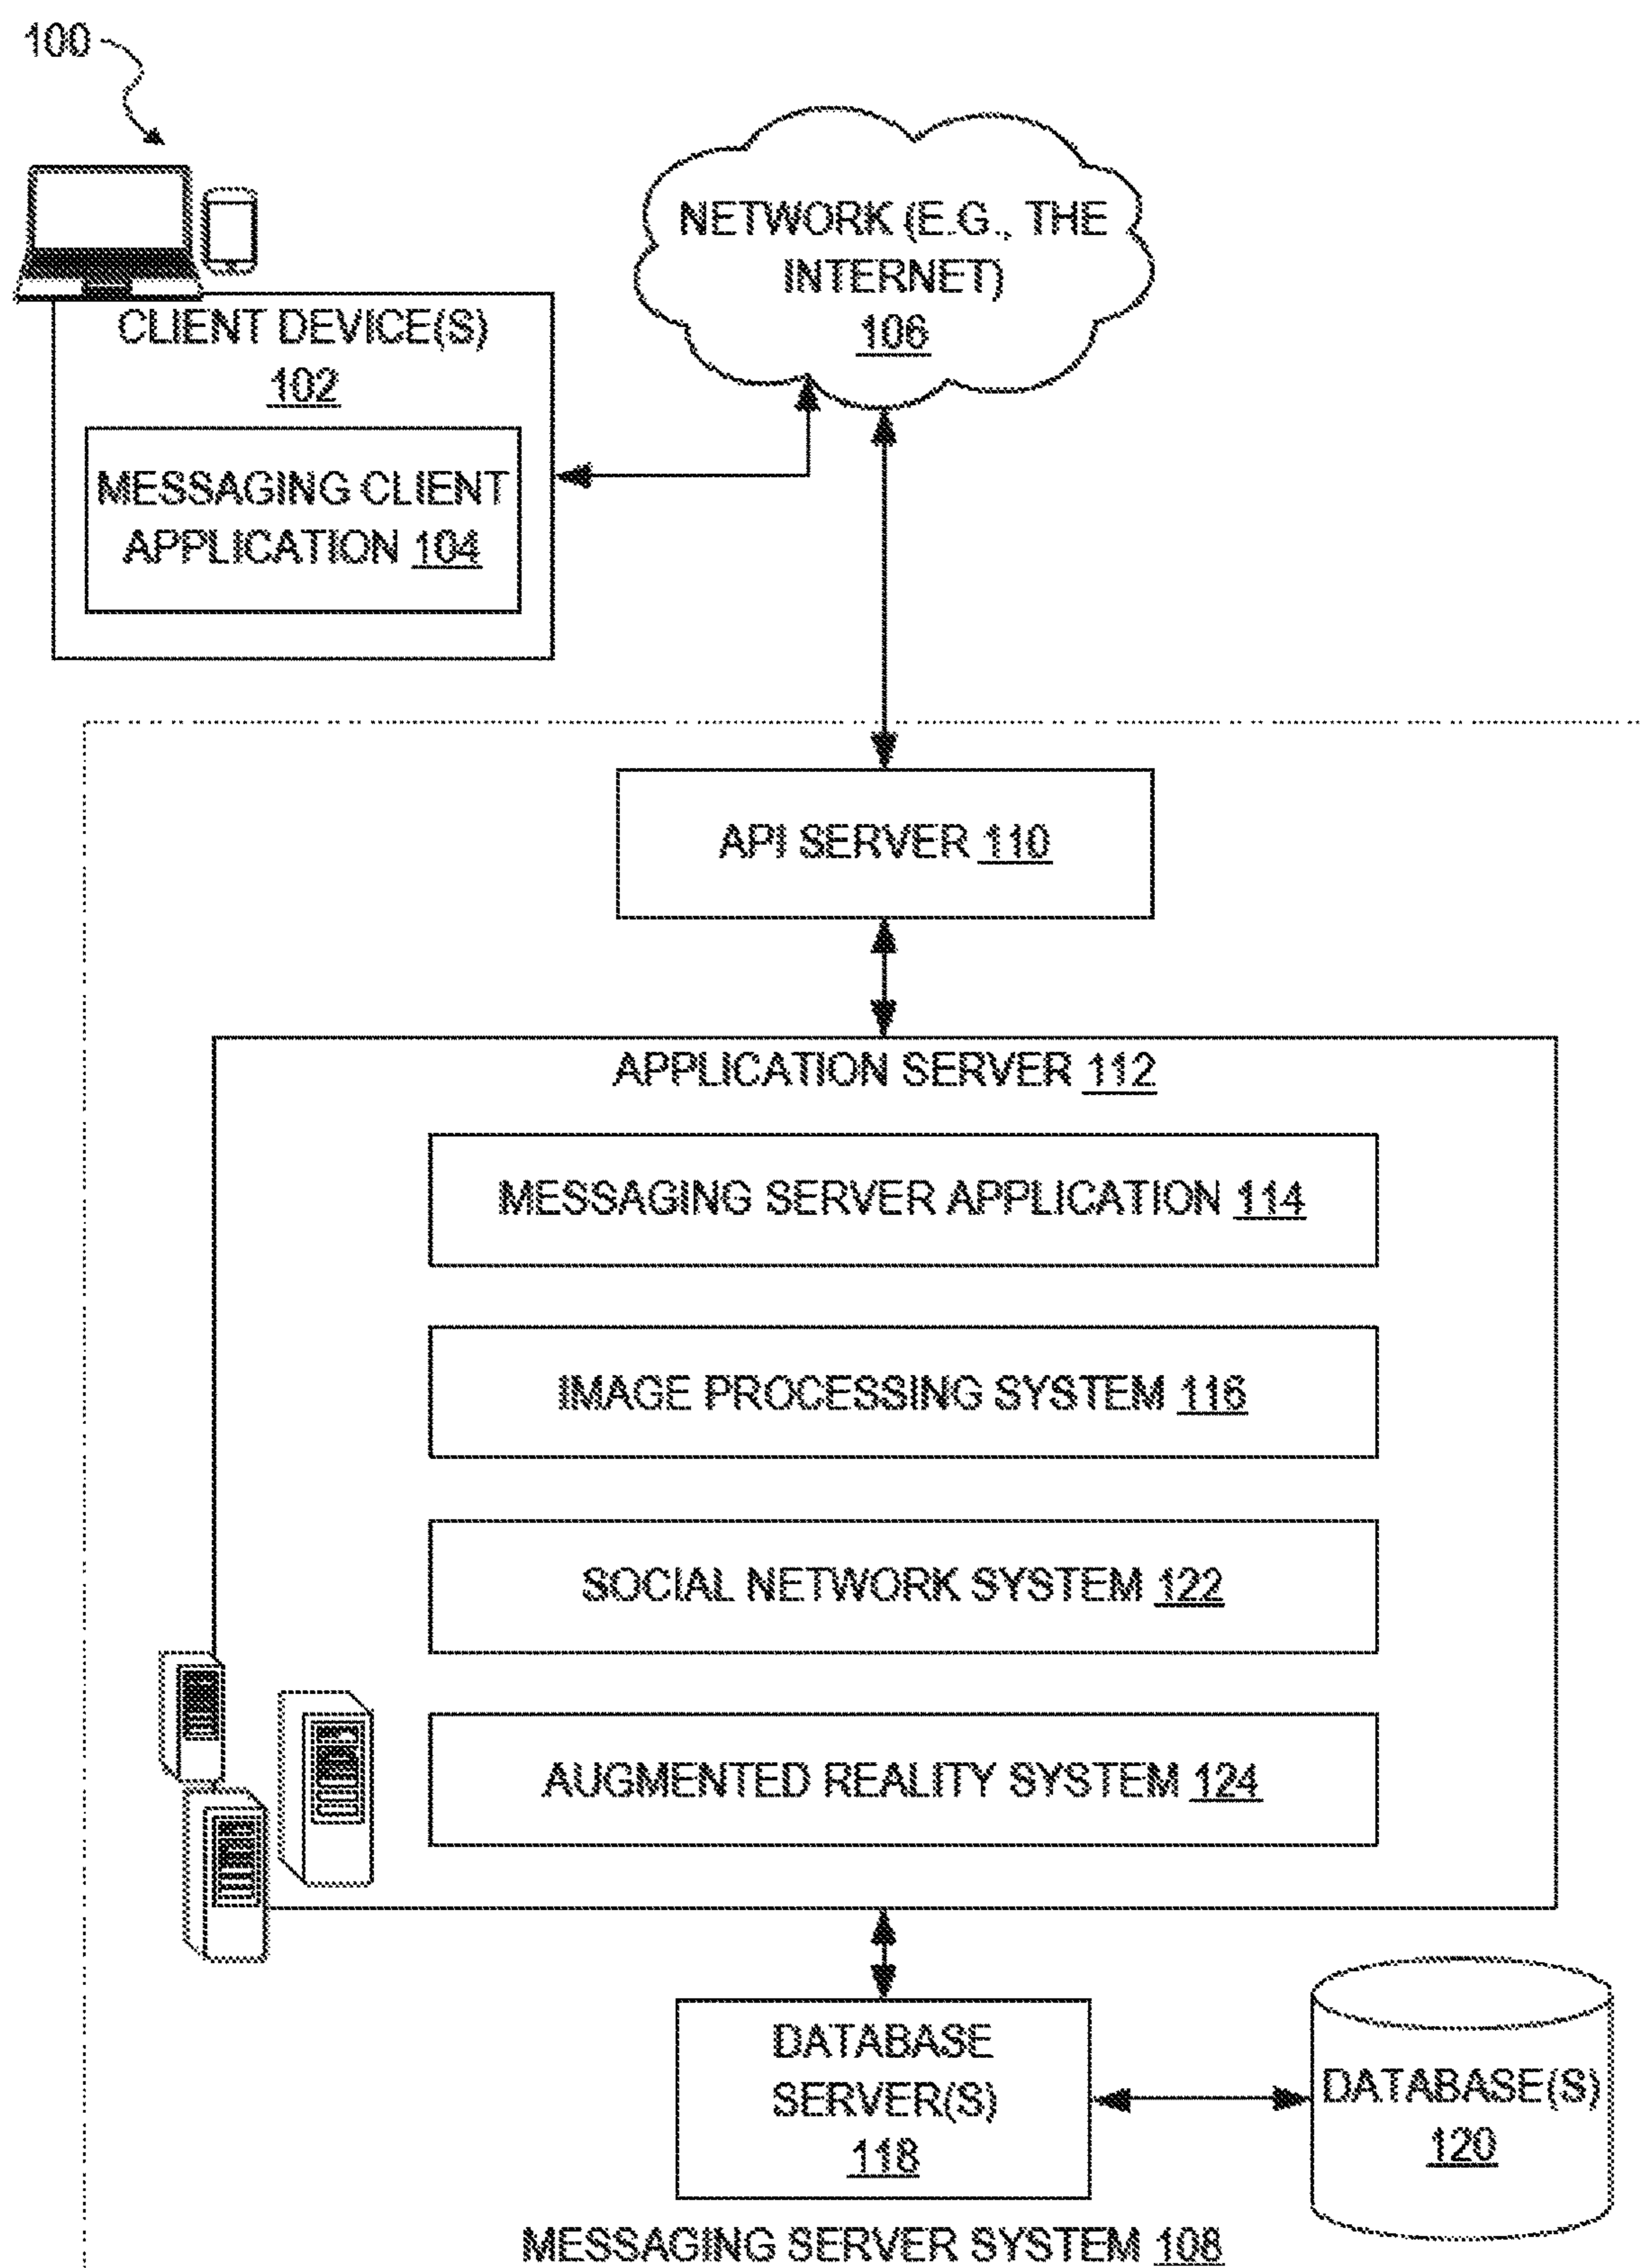 100
NETWORK (E.G., THE
INTERNET)
106
CLIENT DEVICE(S)
102
MESSAGING CLIENT
APPLICATION 104
API SERVER 110
APPLICATION SERVER 112
MESSAGING SERVER APPLICATION 114
IMAGE PROCESSING SYSTEM 116
SOCIAL NETWORK SYSTEM 122
AUGMENTED REALITY SYSTEM 124
DATABASE
SERVER(S)
118
DATABASE(S)
120
MESSAGING SERVER SYSTEM 108